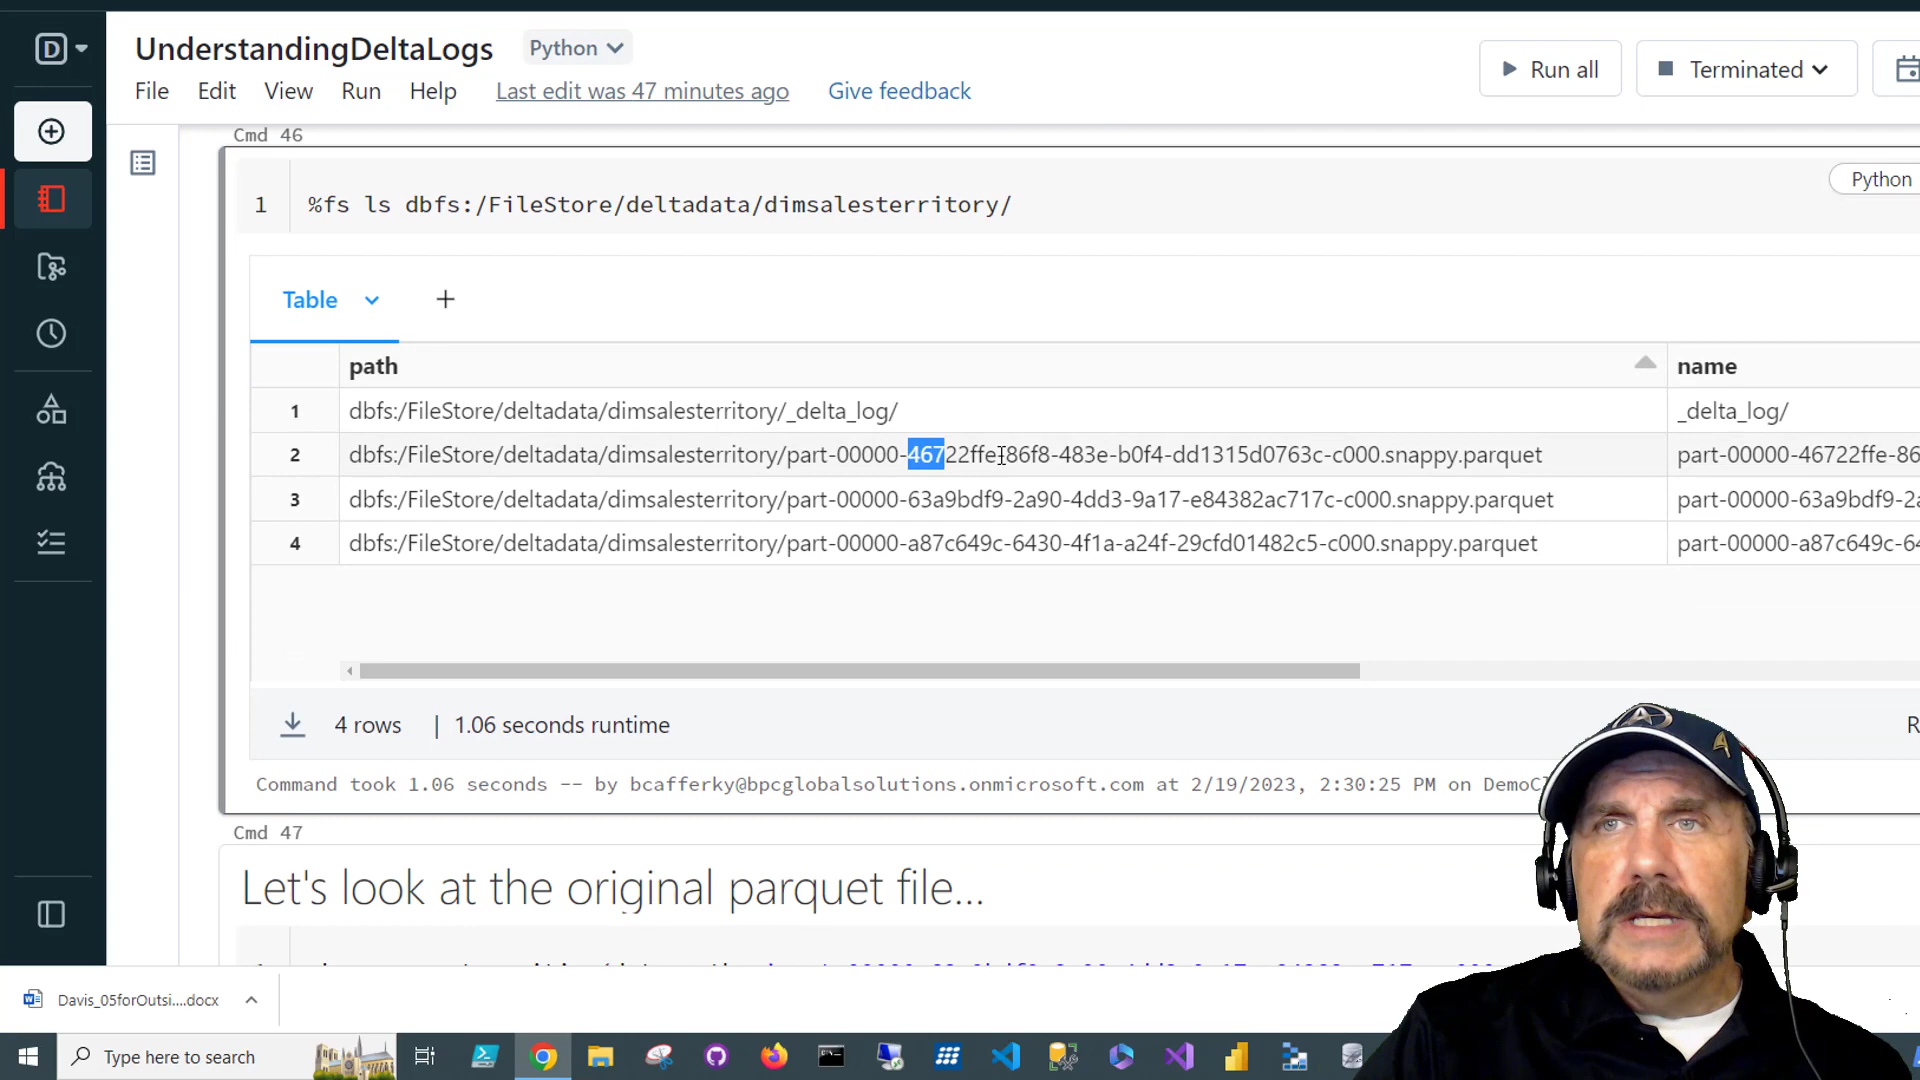 UnderstandingDeltaLogs Python
Run all Terminated
File Edit View Run Help Last edit was 47 minutes ago Give feedback
Cmd 46
Python
1 %fs ls dbfs:/FileStore/deltadata/dimsalesterritory/
Table +
path name
1 dbfs:/FileStore/deltadata/dimsalesterritory/_delta_log/ _delta_log/
2 dbfs:/FileStore/deltadata/dimsalesterritory/part-00000-46722ffe-86f8-483e-b0f4-dd1315d0763c-c000.snappy.parquet part-00000-46722ffe-86
3 dbfs:/FileStore/deltadata/dimsalesterritory/part-00000-63a9bdf9-2a90-4dd3-9a17-e84382ac717c-c000.snappy.parquet part-00000-63a9bdf9-2a
4 dbfs:/FileStore/deltadata/dimsalesterritory/part-00000-a87c649c-6430-4f1a-a24f-29cfd01482c5-c000.snappy.parquet part-00000-a87c649c-64
4 rows | 1.06 seconds runtime
Command took 1.06 seconds -- by bcafferky@bpcglobalsolutions.onmicrosoft.com at 2/19/2023, 2:30:25 PM on DemoC
Cmd 47
Let's look at the original parquet file...
Davis_05forOutsi....docx
Type here to search